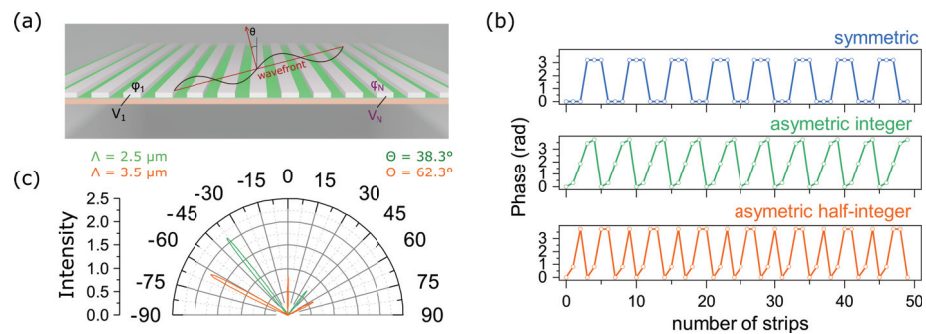 (a)
θ
wavefront
φ1
φN
V1
VN
Λ = 2.5 µm
Λ = 3.5 µm
Θ = 38.3°
Θ = 62.3°
(c)
Intensity
2.5
2.0
1.5
1.0
0.5
0.0
-90
-75
-60
-45
-30
-15
0
15
30
45
60
75
90
(b)
symmetric
3
2
1
0
asymetric integer
3
2
1
0
asymetric half-integer
2
0
Phase (rad)
0
10
20
30
40
50
number of strips